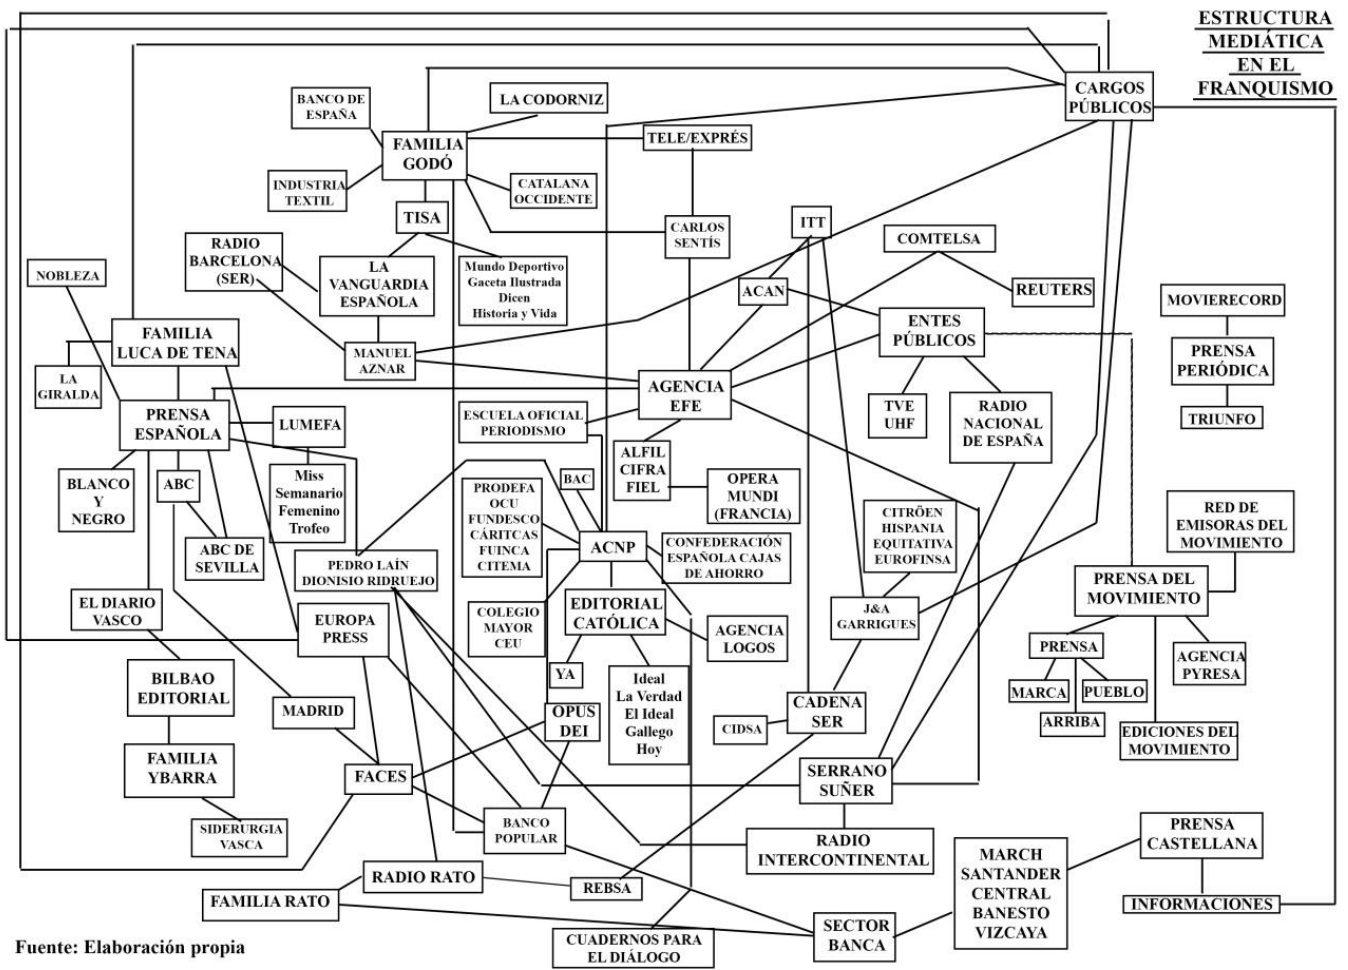 ESTRUCTURA
MEDIÁTICA
EN EL
FRANQUISMO
CARGOS
PÚBLICOS
BANCO DE
ESPAÑA
LA CODORNIZ
FAMILIA
GODÓ
TELE/EXPRÉS
INDUSTRIA
TEXTIL
CATALANA
OCCIDENTE
TISA
CARLOS
SENTÍS
ITT
COMTELSA
RADIO
BARCELONA
(SER)
NOBLEZA
LA
VANGUARDIA
ESPAÑOLA
Mundo Deportivo
Gaceta Ilustrada
Dicen
Historia y Vida
ACAN
REUTERS
MOVIERECORD
ENTES
PÚBLICOS
FAMILIA
LUCA DE TENA
MANUEL
AZNAR
PRENSA
PERIÓDICA
LA
GIRALDA
AGENCIA
EFE
TVE
UHF
RADIO
NACIONAL
DE ESPAÑA
TRIUNFO
PRENSA
ESPAÑOLA
LUMEFA
ESCUELA OFICIAL
PERIODISMO
ALFIL
CIFRA
FIEL
OPERA
MUNDI
(FRANCIA)
BLANCO
Y
NEGRO
ABC
Miss
Semanario
Femenino
Trofeo
PRODEFA
OCU
FUNDESCO
CÁRITCAS
FUINCA
CITEMA
BAC
CITRÖEN
HISPANIA
EQUITATIVA
EUROFINSA
RED DE
EMISORAS DEL
MOVIMIENTO
ABC DE
SEVILLA
ACNP
CONFEDERACIÓN
ESPAÑOLA CAJAS
DE AHORRO
PEDRO LAÍN
DIONISIO RIDRUEJO
PRENSA DEL
MOVIMIENTO
EL DIARIO
VASCO
EUROPA
PRESS
COLEGIO
MAYOR
CEU
EDITORIAL
CATÓLICA
AGENCIA
LOGOS
J&A
GARRIGUES
PRENSA
AGENCIA
PYRESA
BILBAO
EDITORIAL
YA
Ideal
La Verdad
El Ideal
Gallego
Hoy
MARCA
PUEBLO
ARRIBA
MADRID
OPUS
DEI
CIDSA
CADENA
SER
EDICIONES DEL
MOVIMIENTO
FAMILIA
YBARRA
FACES
SERRANO
SUÑER
SIDERURGIA
VASCA
BANCO
POPULAR
RADIO
INTERCONTINENTAL
PRENSA
CASTELLANA
RADIO RATO
REBSA
MARCH
SANTANDER
CENTRAL
BANESTO
VIZCAYA
FAMILIA RATO
INFORMACIONES
SECTOR
BANCA
CUADERNOS PARA
EL DIÁLOGO
Fuente: Elaboración propia